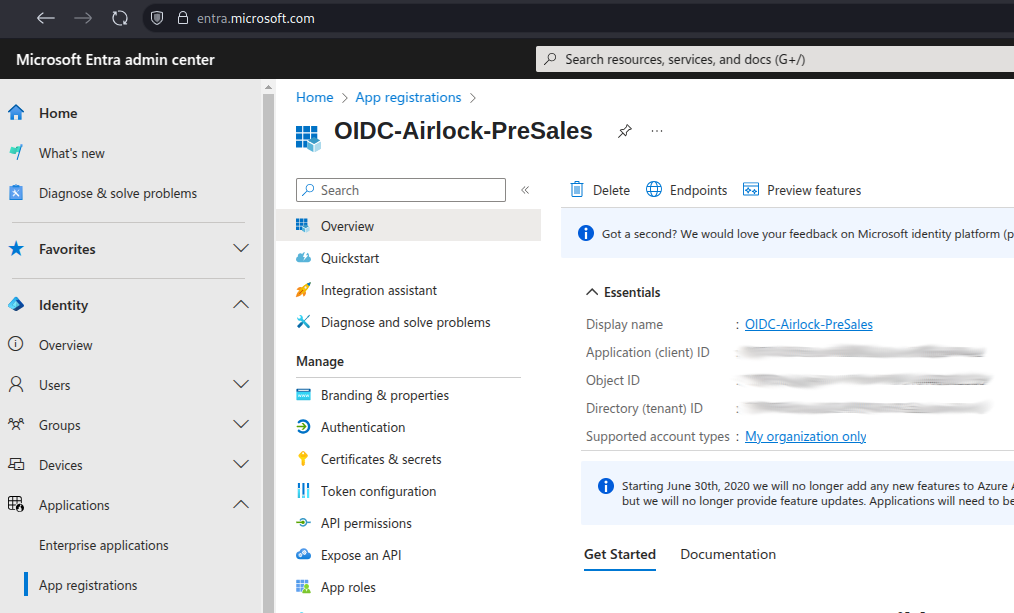 entra.microsoft.com
Microsoft Entra admin center
Search resources, services, and docs (G+/)
Home
What's new
Diagnose & solve problems
Favorites
Identity
Overview
Users
Groups
Devices
Applications
Enterprise applications
App registrations
Home > App registrations >
OIDC-Airlock-PreSales
Search
Overview
Quickstart
Integration assistant
Diagnose and solve problems
Manage
Branding & properties
Authentication
Certificates & secrets
Token configuration
API permissions
Expose an API
App roles
Delete Endpoints Preview features
Got a second? We would love your feedback on Microsoft identity platform (p
Essentials
Display name : OIDC-Airlock-PreSales
Application (client) ID :
Object ID :
Directory (tenant) ID :
Supported account types : My organization only
Starting June 30th, 2020 we will no longer add any new features to Azure A
but we will no longer provide feature updates. Applications will need to be
Get Started Documentation